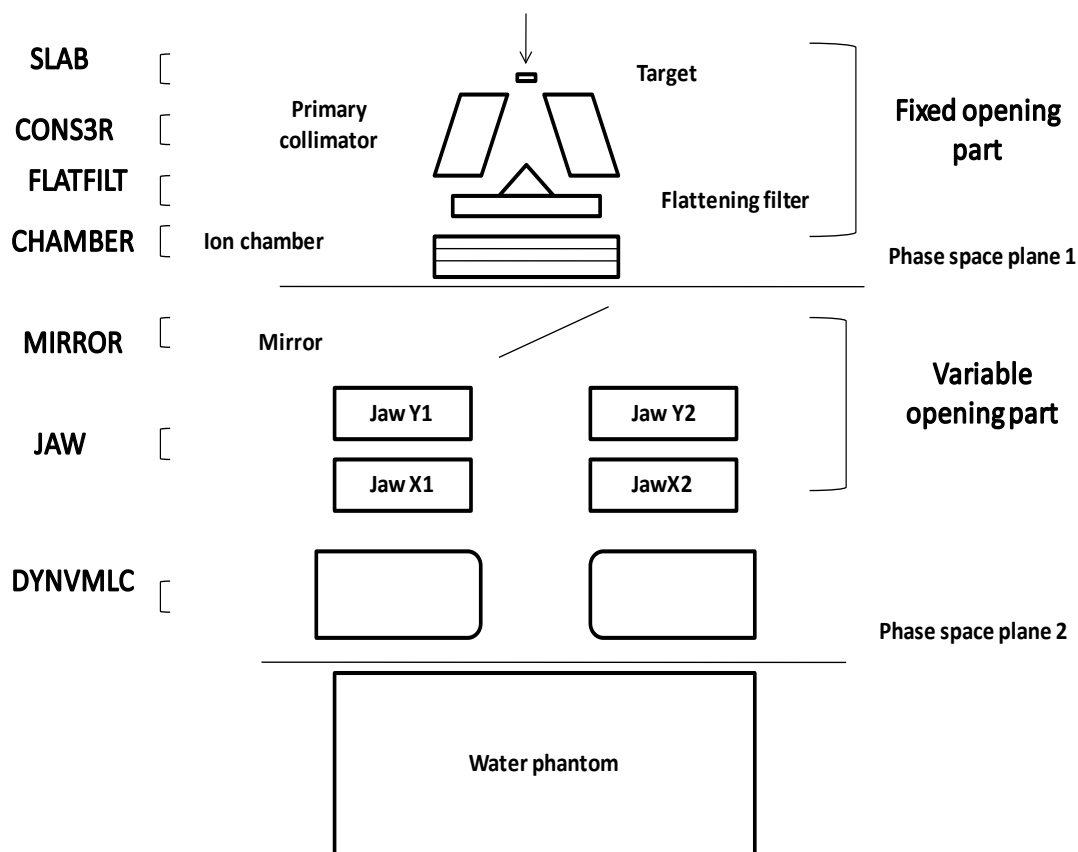 SLAB
Target
Primary
collimator
Fixed opening
part
CONS3R
FLATFILT
Flattening filter
CHAMBER
Ion chamber
Phase space plane 1
MIRROR
Mirror
Variable
opening part
Jaw Y1
Jaw Y2
JAW
Jaw X1
JawX2
DYNVMLC
Phase space plane 2
Water phantom